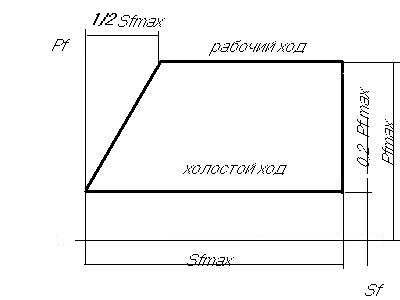 1/2 Sfmax
Pf
рабочий ход
0,2 Pf.max
Pfmax
холостой ход
Sfmax
Sf